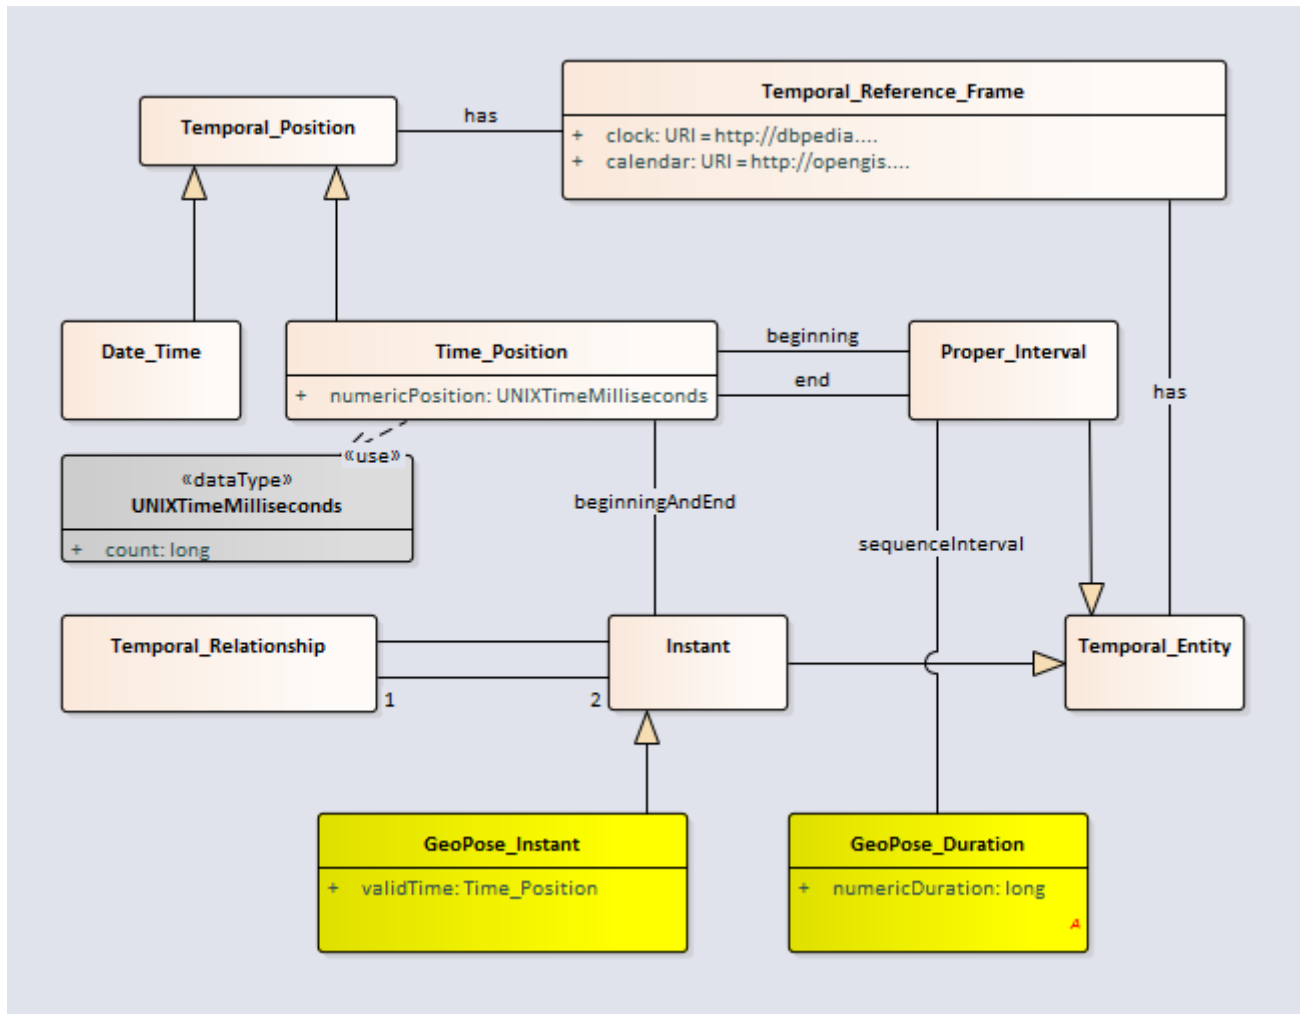 Temporal_Position
has
Temporal_Reference_Frame
+ clock: URI = http://dbpedia....
+ calendar: URI = http://opengis....
Date_Time
Time_Position
+ numericPosition: UNIXTimeMilliseconds
beginning
end
Proper_Interval
has
«use»
«dataType»
UNIXTimeMilliseconds
+ count: long
beginningAndEnd
sequenceInterval
Temporal_Relationship
1
2
Instant
Temporal_Entity
GeoPose_Instant
+ validTime: Time_Position
GeoPose_Duration
+ numericDuration: long
A